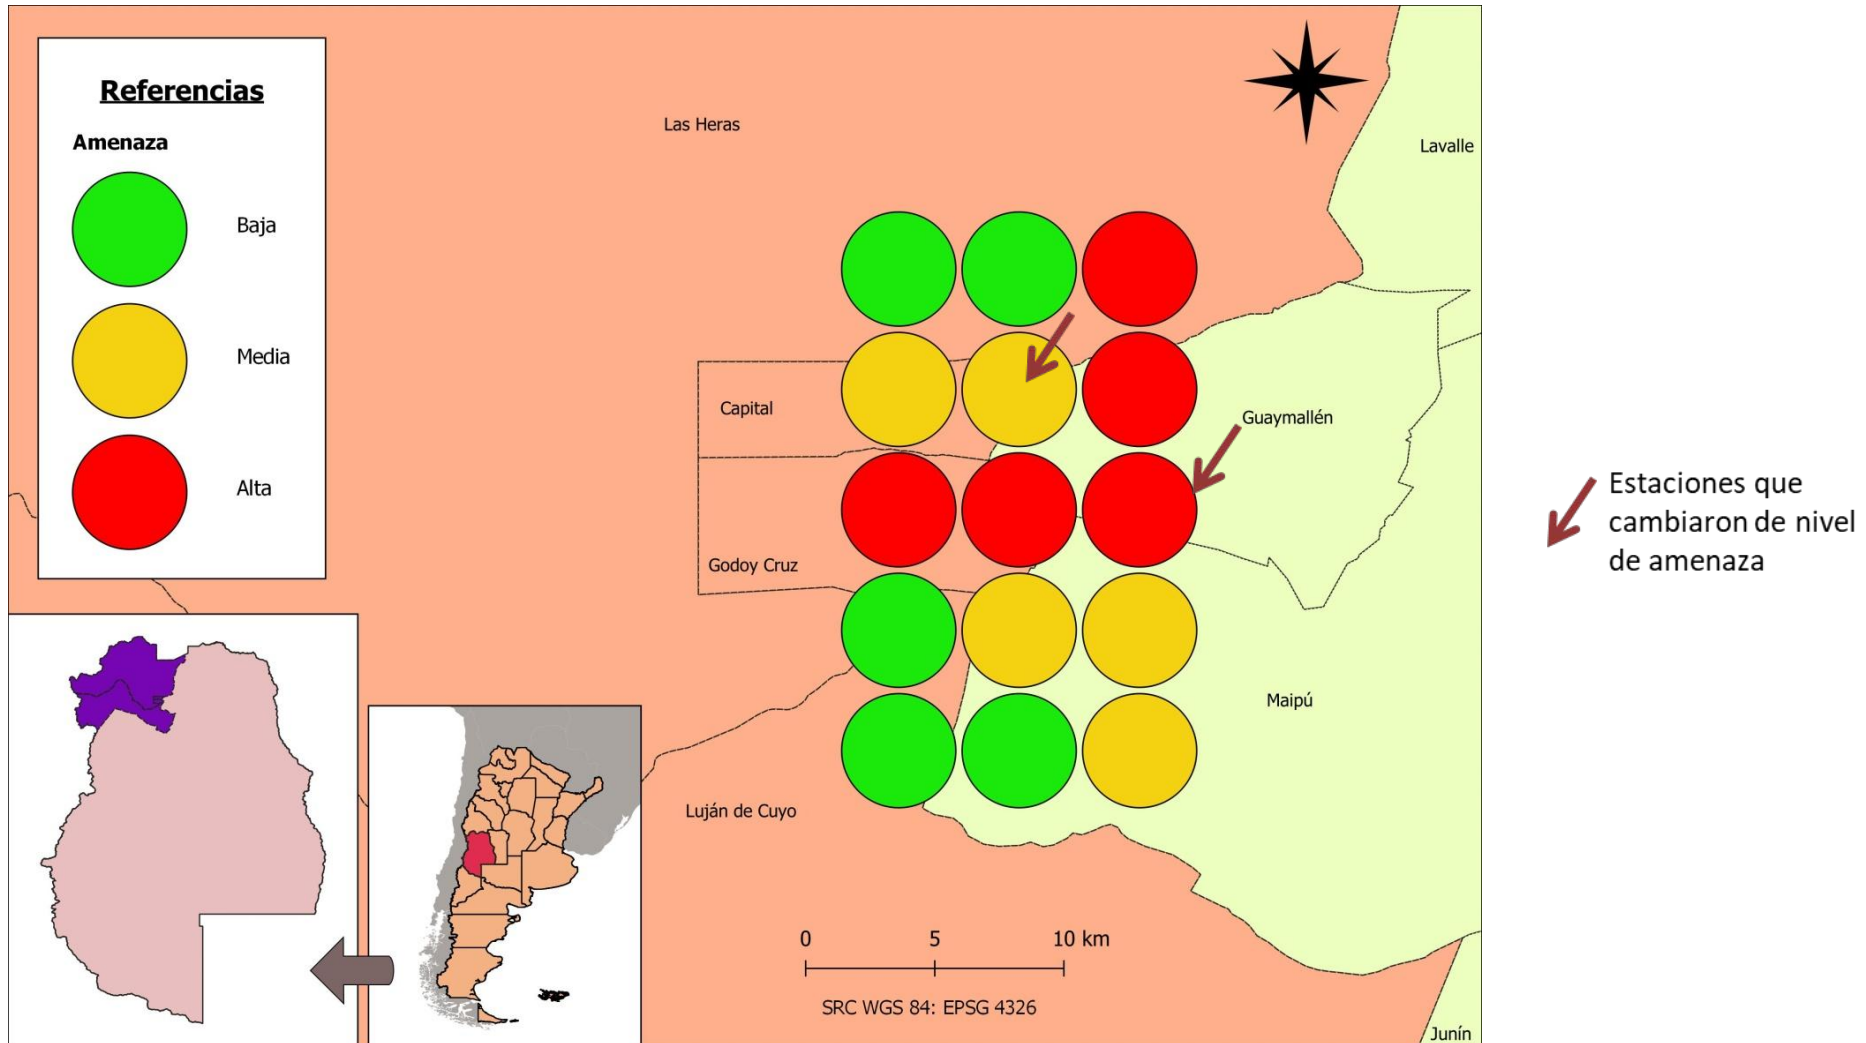 Referencias
Amenaza
Baja
Media
Alta
Las Heras
Lavalle
Capital
Guaymallén
Godoy Cruz
Maipú
Luján de Cuyo
0 5 10 km
SRC WGS 84: EPSG 4326
Junín
Estaciones que
cambiaron de nivel
de amenaza